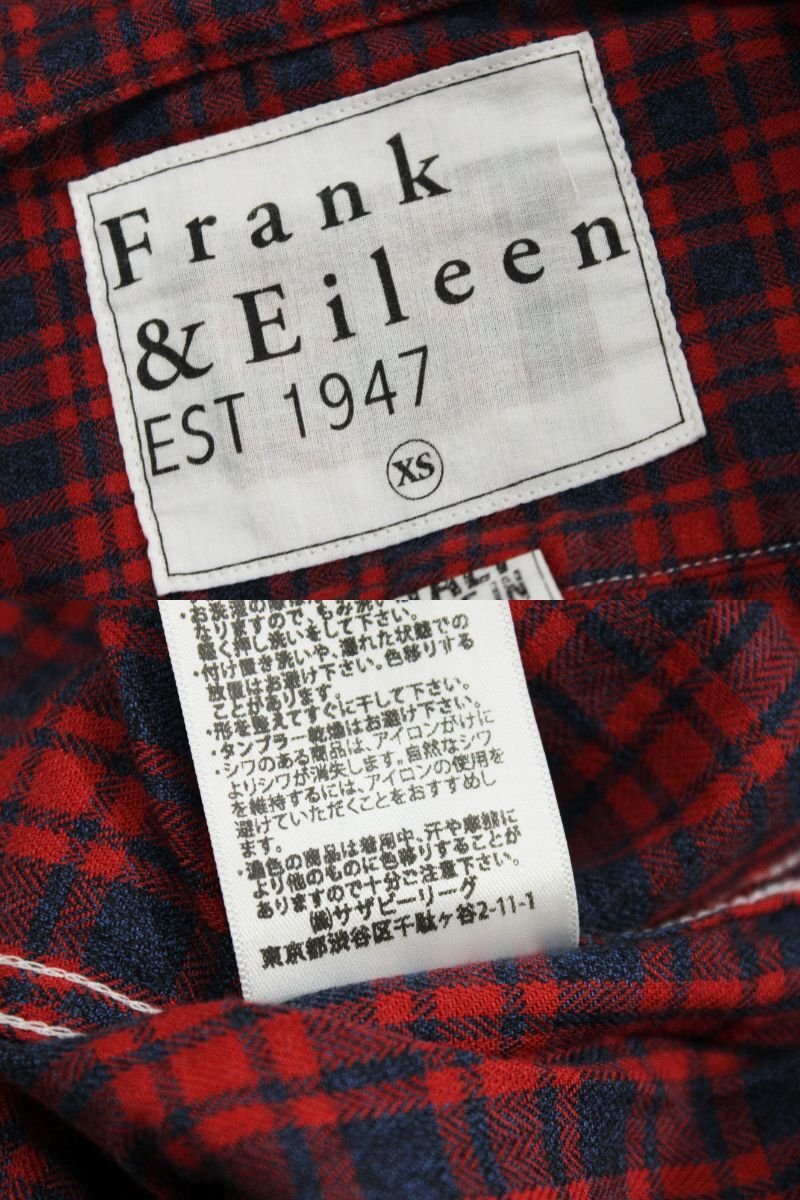 Frank
& Eileen
EST 1947
XS
なりますので、もみ洗い
軽く押し洗いをして下さい。
・付け置き洗いや、濡れた状態での
放置はお避け下さい。色移りする
ことがあります。
・形を整えてすぐに干して下さい。
・タンブラー乾燥はお避け下さい。
・シワのある商品は、アイロンがけに
よりシワが消失します。自然なシワ
を維持するには、アイロンの使用を
避けていただくことをおすすめし
ます。
・濃色の商品は着用中、汗や摩擦に
より他のものに色移りすることが
ありますので十分ご注意下さい。
㈱サザビーリーグ
東京都渋谷区千駄ヶ谷2-11-1